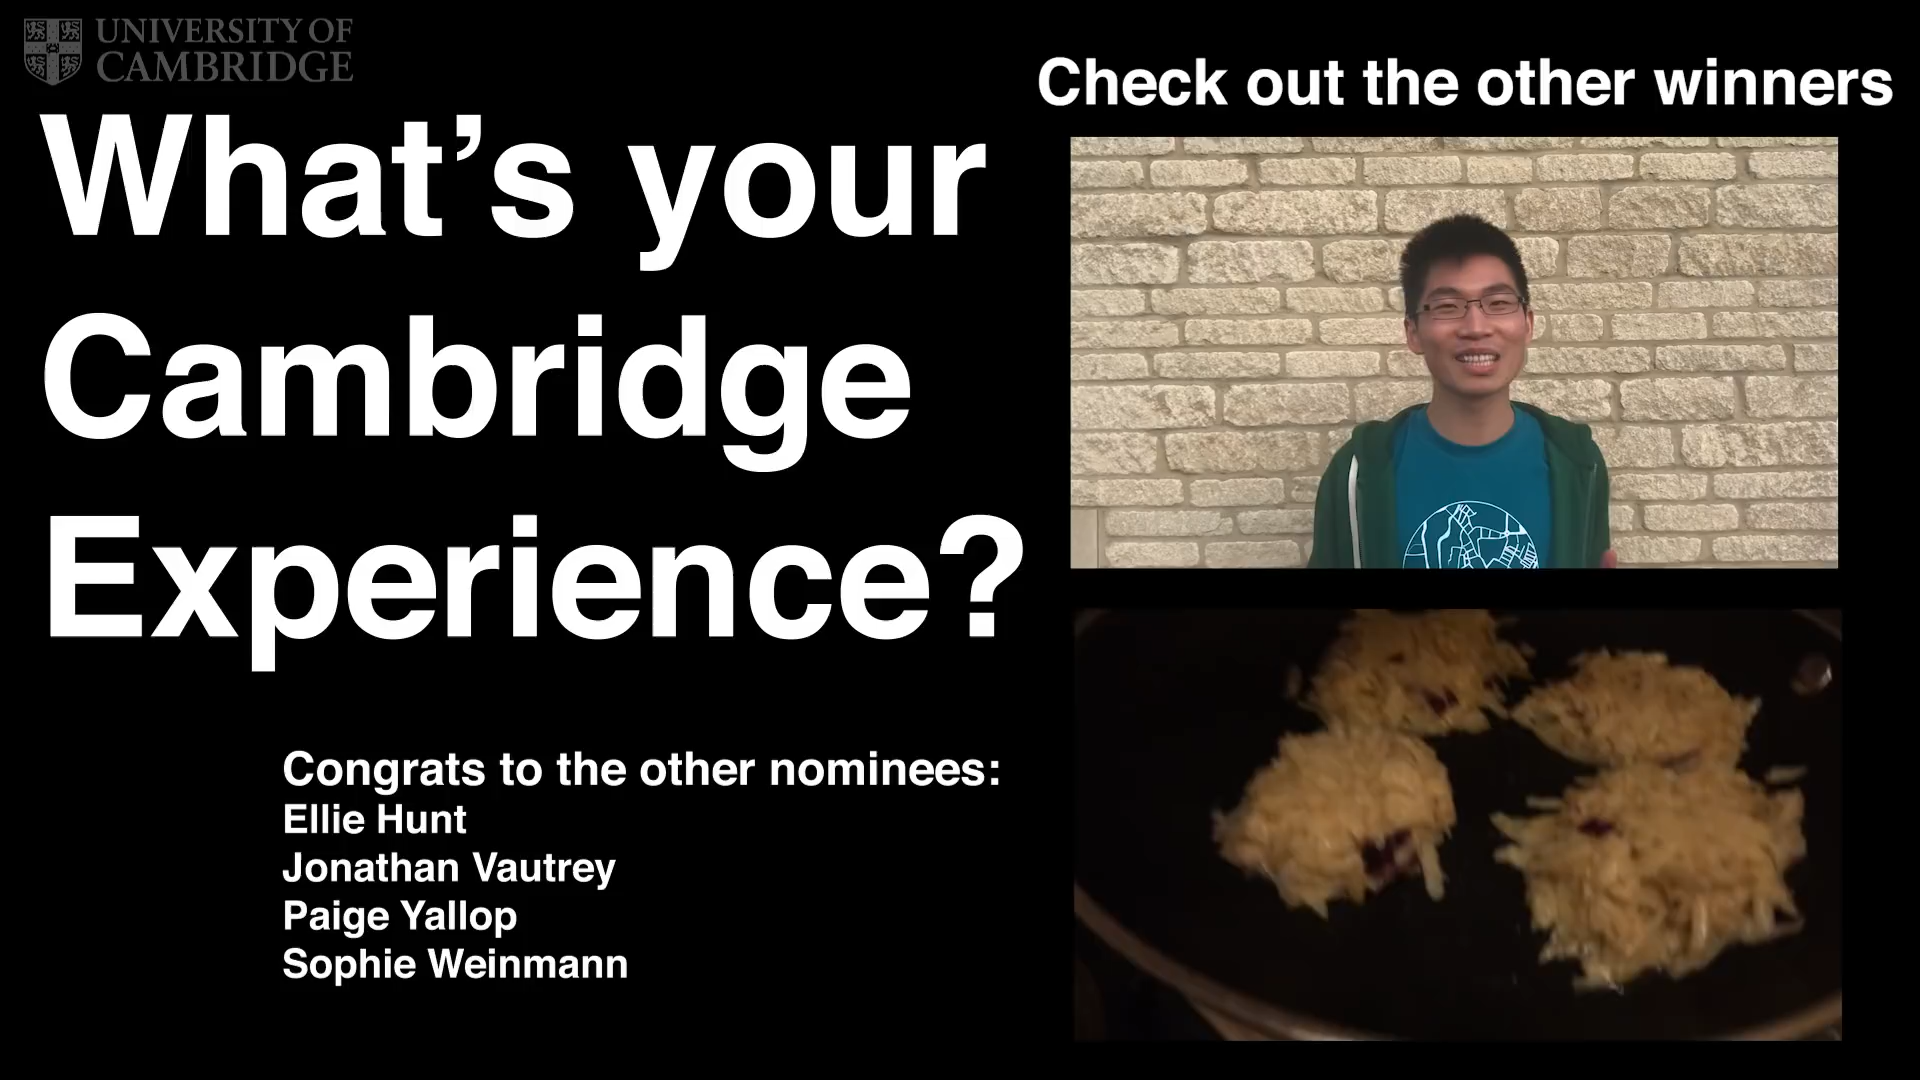 UNIVERSITY OF
CAMBRIDGE
What's your
Cambridge
Experience?
Congrats to the other nominees:
Ellie Hunt
Jonathan Vautrey
Paige Yallop
Sophie Weinmann
Check out the other winners